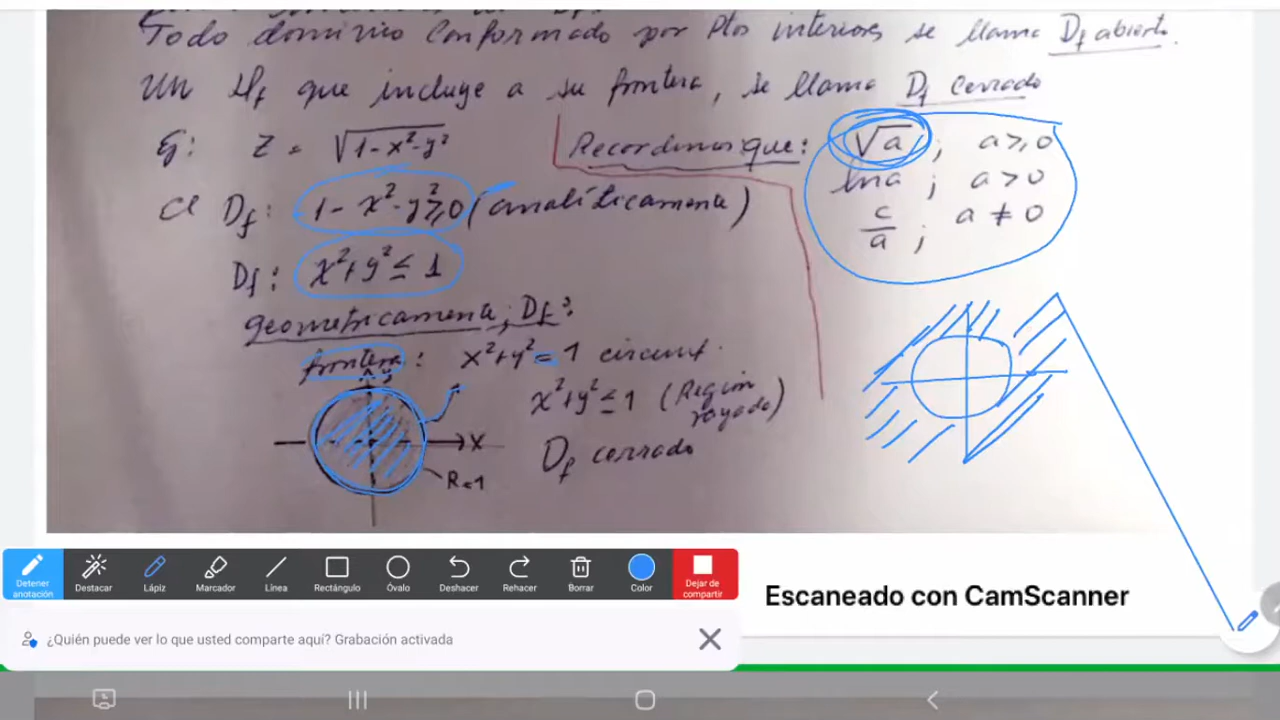 Todo dominio conformado por Ptos interiores se llama Df abierto.
Un Df que incluye a su frontera, se llama Df cerrado
Ej: Z = √1-x²-y²
Recordemos que: √a ; a≥0
ln a ; a>0
c/a ; a≠0
Df: 1-x²-y²≥0 (analíticamente)
Df: x²+y² ≤ 1
geometricamente; Df:
frontera: x²+y²=1 circunf.
x²+y²≤1 (Región rayada)
Df cerrado
y
X
R=1
Detener anotación
Destacar
Lápiz
Marcador
Línea
Rectángulo
Óvalo
Deshacer
Rehacer
Borrar
Color
Dejar de compartir
Escaneado con CamScanner
¿Quién puede ver lo que usted comparte aquí? Grabación activada